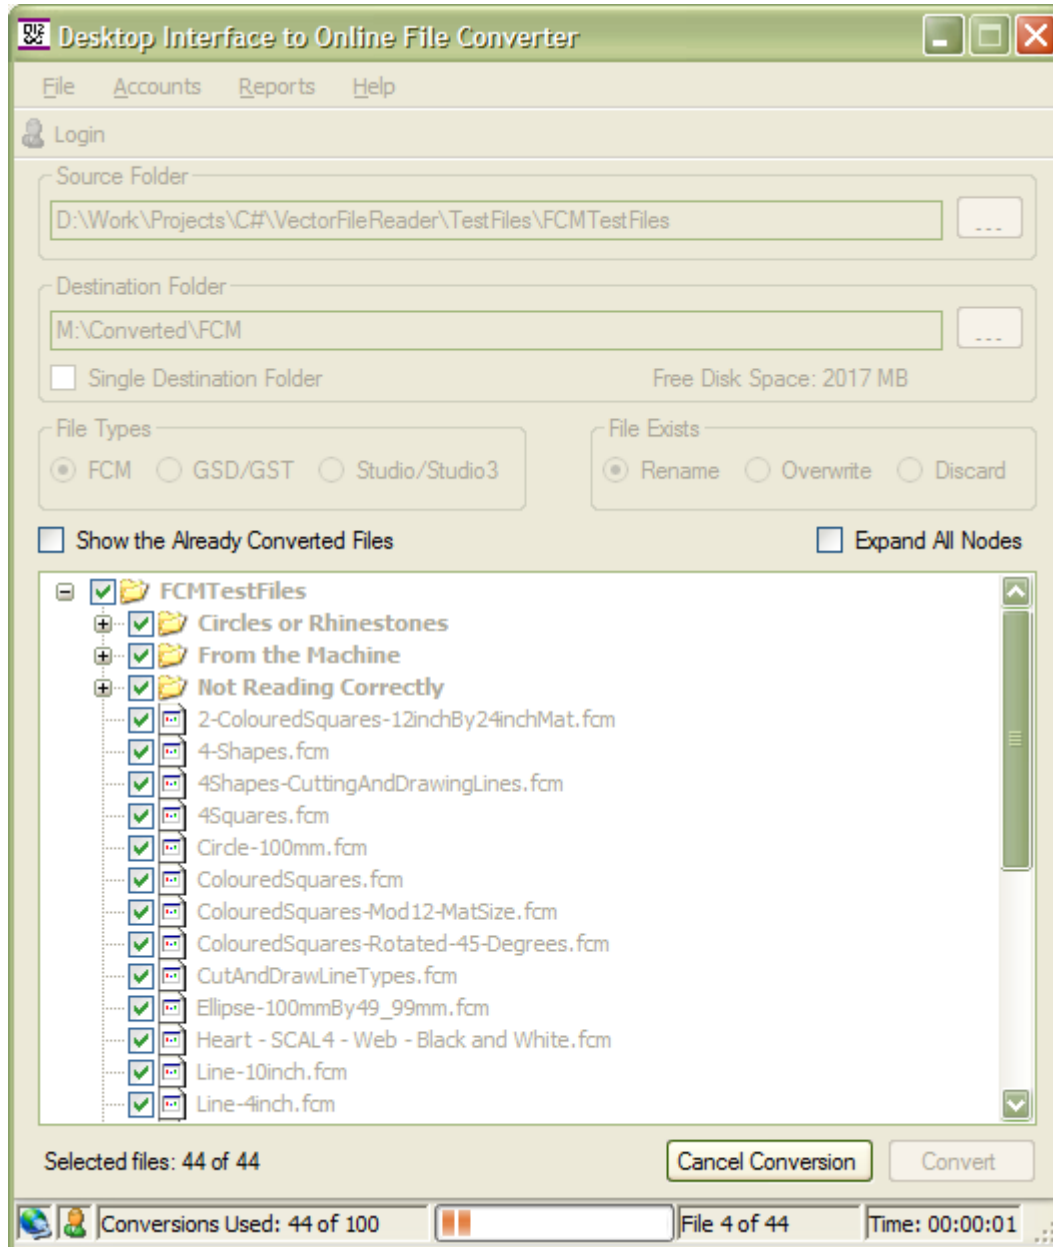 Desktop Interface to Online File Converter
File Accounts Reports Help
Login
Source Folder
D:\Work\Projects\C#\VectorFileReader\TestFiles\FCMTestFiles
...
Destination Folder
M:\Converted\FCM
...
Single Destination Folder Free Disk Space: 2017 MB
File Types File Exists
FCM GSD/GST Studio/Studio3 Rename Overwrite Discard
Show the Already Converted Files Expand All Nodes
FCMTestFiles
Circles or Rhinestones
From the Machine
Not Reading Correctly
2-ColouredSquares-12inchBy24inchMat.fcm
4-Shapes.fcm
4Shapes-CuttingAndDrawingLines.fcm
4Squares.fcm
Circle-100mm.fcm
ColouredSquares.fcm
ColouredSquares-Mod12-MatSize.fcm
ColouredSquares-Rotated-45-Degrees.fcm
CutAndDrawLineTypes.fcm
Ellipse-100mmBy49_99mm.fcm
Heart - SCAL4 - Web - Black and White.fcm
Line-10inch.fcm
Line-4inch.fcm
Selected files: 44 of 44 Cancel Conversion Convert
Conversions Used: 44 of 100 File 4 of 44 Time: 00:00:01